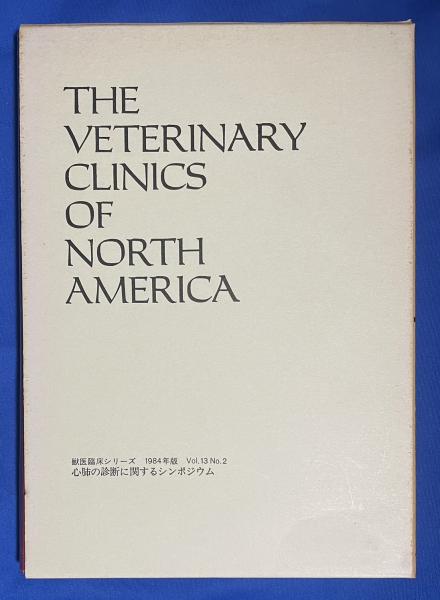 THE
VETERINARY
CLINICS
OF
NORTH
AMERICA
獣医臨床シリーズ 1984年版 Vol.13 No.2
心肺の診断に関するシンポジウム